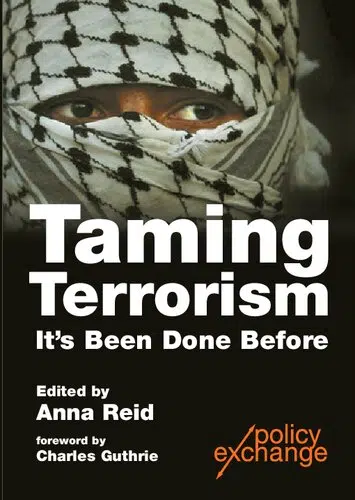 Taming
Terrorism
It's Been Done Before
Edited by
Anna Reid
foreword by
Charles Guthrie
policy
exchange